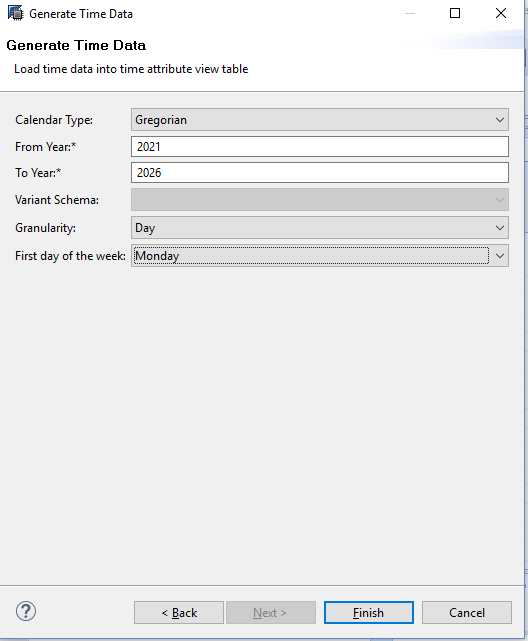 Generate Time Data
Generate Time Data
Load time data into time attribute view table
Calendar Type: Gregorian
From Year:* 2021
To Year:* 2026
Variant Schema:
Granularity: Day
First day of the week: Monday
? < Back Next > Finish Cancel